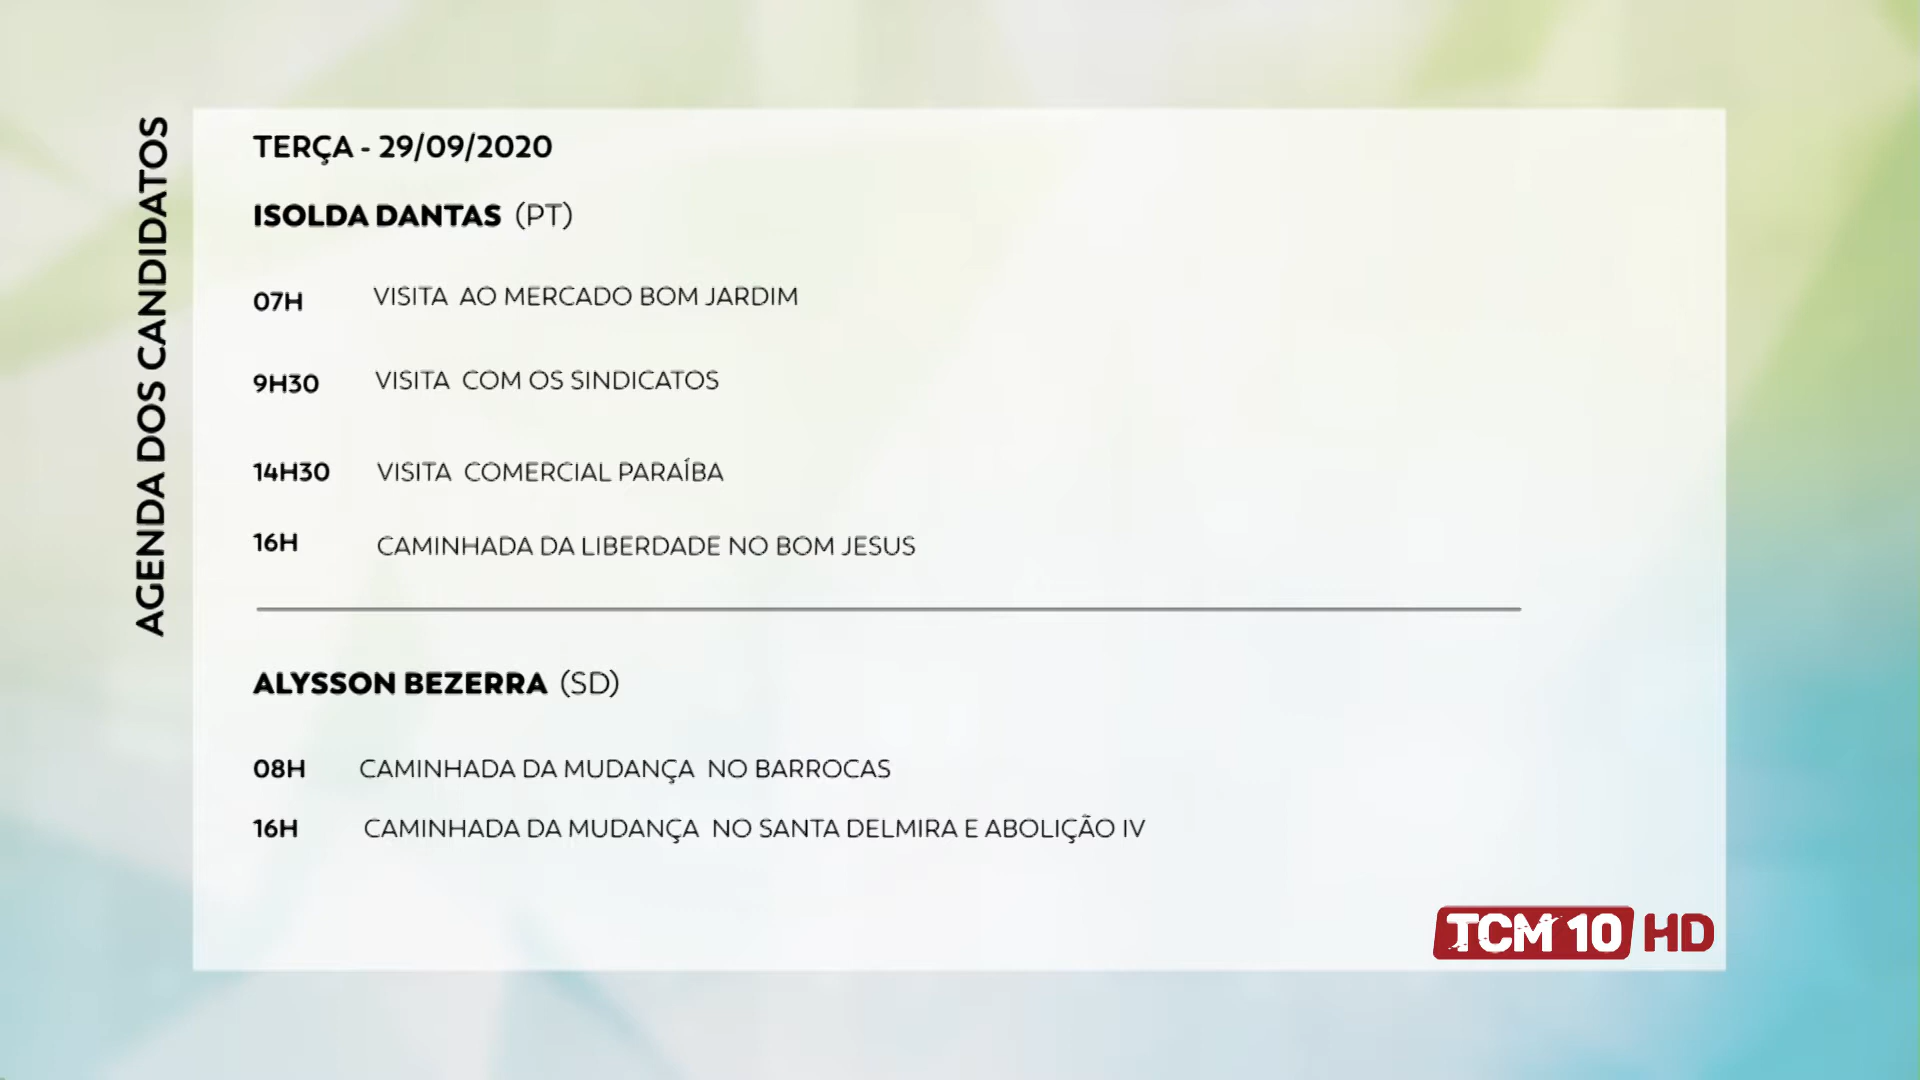 AGENDA DOS CANDIDATOS
TERÇA - 29/09/2020
ISOLDA DANTAS (PT)
07H VISITA AO MERCADO BOM JARDIM
9H30 VISITA COM OS SINDICATOS
14H30 VISITA COMERCIAL PARAÍBA
16H CAMINHADA DA LIBERDADE NO BOM JESUS
ALYSSON BEZERRA (SD)
08H CAMINHADA DA MUDANÇA NO BARROCAS
16H CAMINHADA DA MUDANÇA NO SANTA DELMIRA E ABOLIÇÃO IV
TCM 10 HD